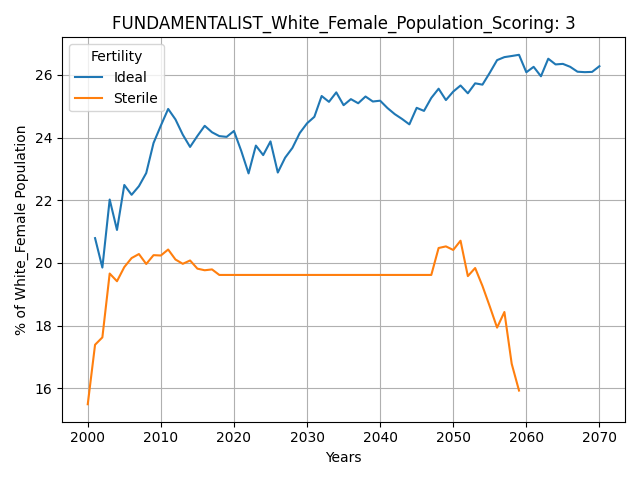 FUNDAMENTALIST_White_Female_Population_Scoring: 3
Fertility
Ideal
Sterile
% of White_Female Population
26
24
22
20
18
16
2000 2010 2020 2030 2040 2050 2060 2070
Years